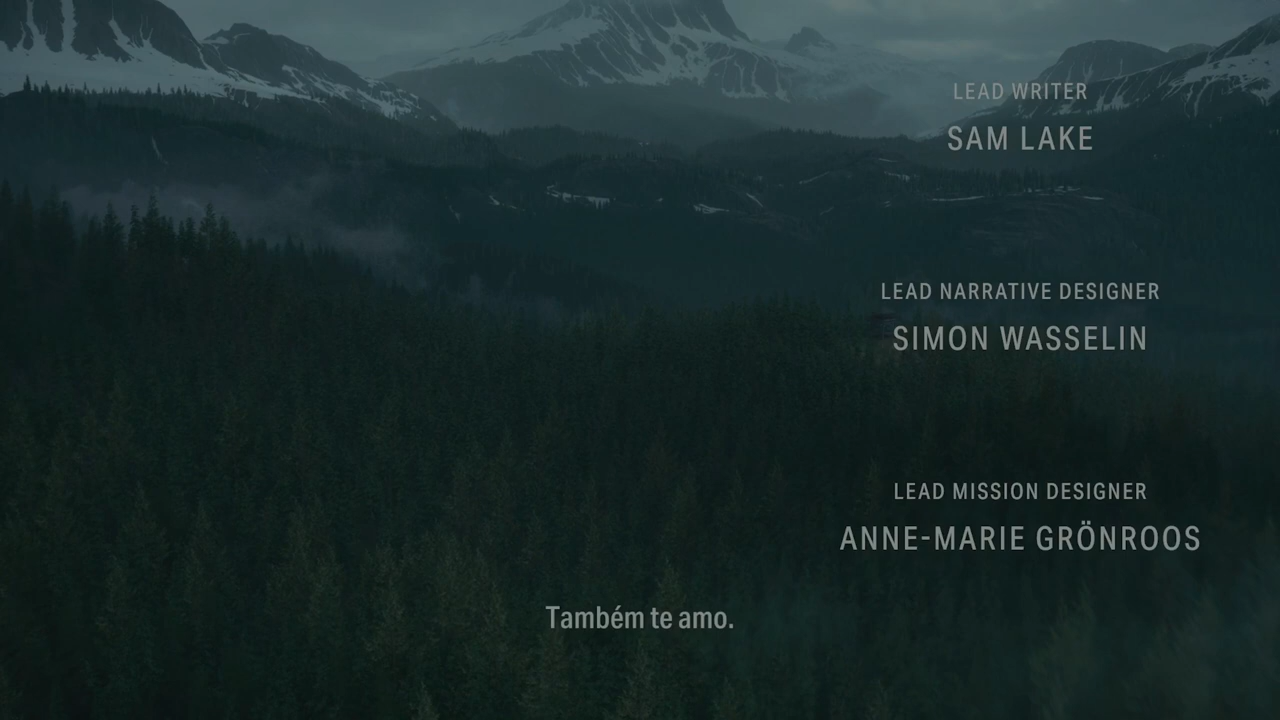 LEAD WRITER
SAM LAKE
LEAD NARRATIVE DESIGNER
SIMON WASSELIN
LEAD MISSION DESIGNER
ANNE-MARIE GRÖNROOS
Também te amo.